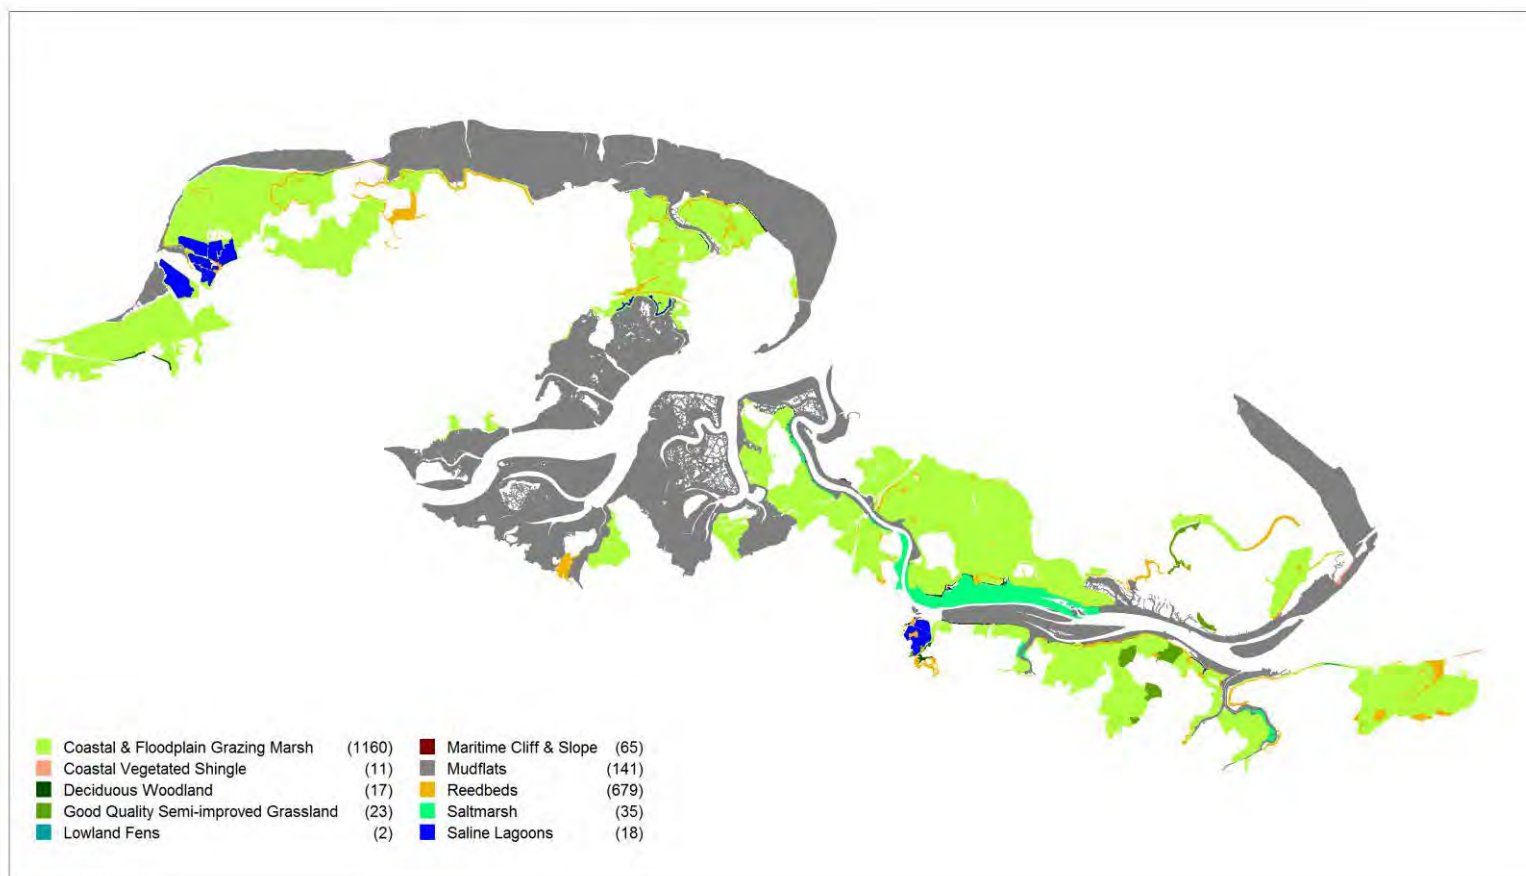 Coastal & Floodplain Grazing Marsh (1160)
Coastal Vegetated Shingle (11)
Deciduous Woodland (17)
Good Quality Semi-improved Grassland (23)
Lowland Fens (2)
Maritime Cliff & Slope (65)
Mudflats (141)
Reedbeds (679)
Saltmarsh (35)
Saline Lagoons (18)